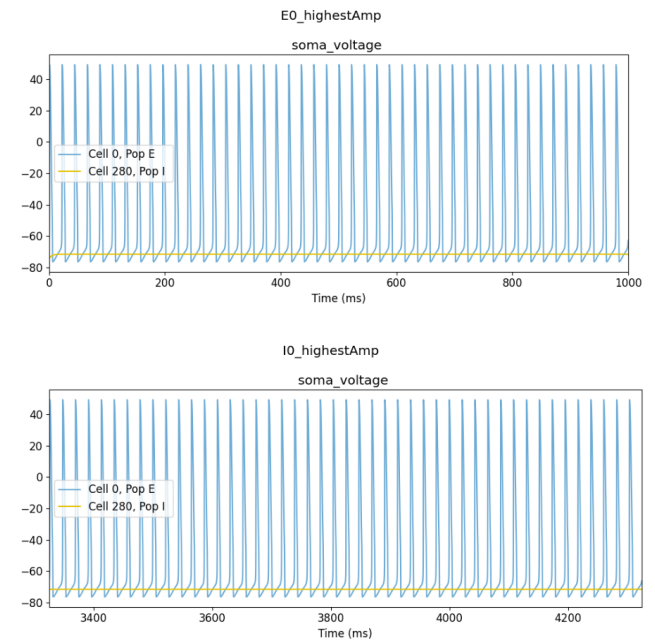 E0_highestAmp
soma_voltage
40
20
0
−20
−40
−60
−80
Cell 0, Pop E
Cell 280, Pop I
0 200 400 600 800 1000
Time (ms)
I0_highestAmp
soma_voltage
40
20
0
−20
−40
−60
−80
Cell 0, Pop E
Cell 280, Pop I
3400 3600 3800 4000 4200
Time (ms)